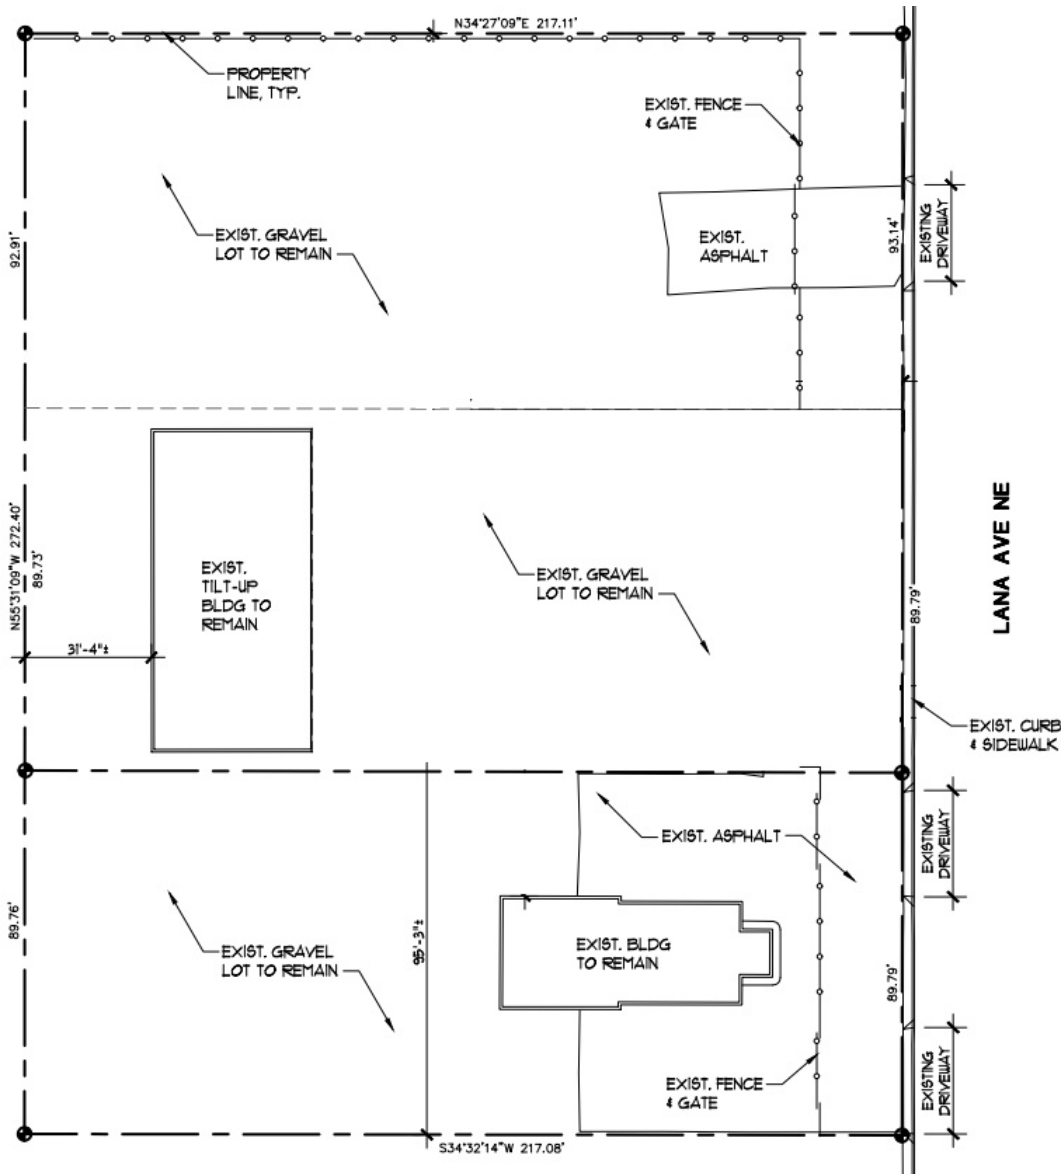 N34°27'09"E 217.11'
PROPERTY
LINE, TYP.
EXIST. FENCE
& GATE
EXIST. GRAVEL
LOT TO REMAIN
EXIST.
ASPHALT
92.91'
93.14'
EXISTING
DRIVEWAY
N55°31'09"W 272.40'
89.73'
EXIST.
TILT-UP
BLDG TO
REMAIN
EXIST. GRAVEL
LOT TO REMAIN
LANA AVE NE
89.79'
31'-4"±
EXIST. CURB
& SIDEWALK
EXIST. ASPHALT
EXISTING
DRIVEWAY
89.76'
EXIST. GRAVEL
LOT TO REMAIN
95'-3"±
EXIST. BLDG
TO REMAIN
89.79'
EXIST. FENCE
& GATE
EXISTING
DRIVEWAY
S34°32'14"W 217.08'